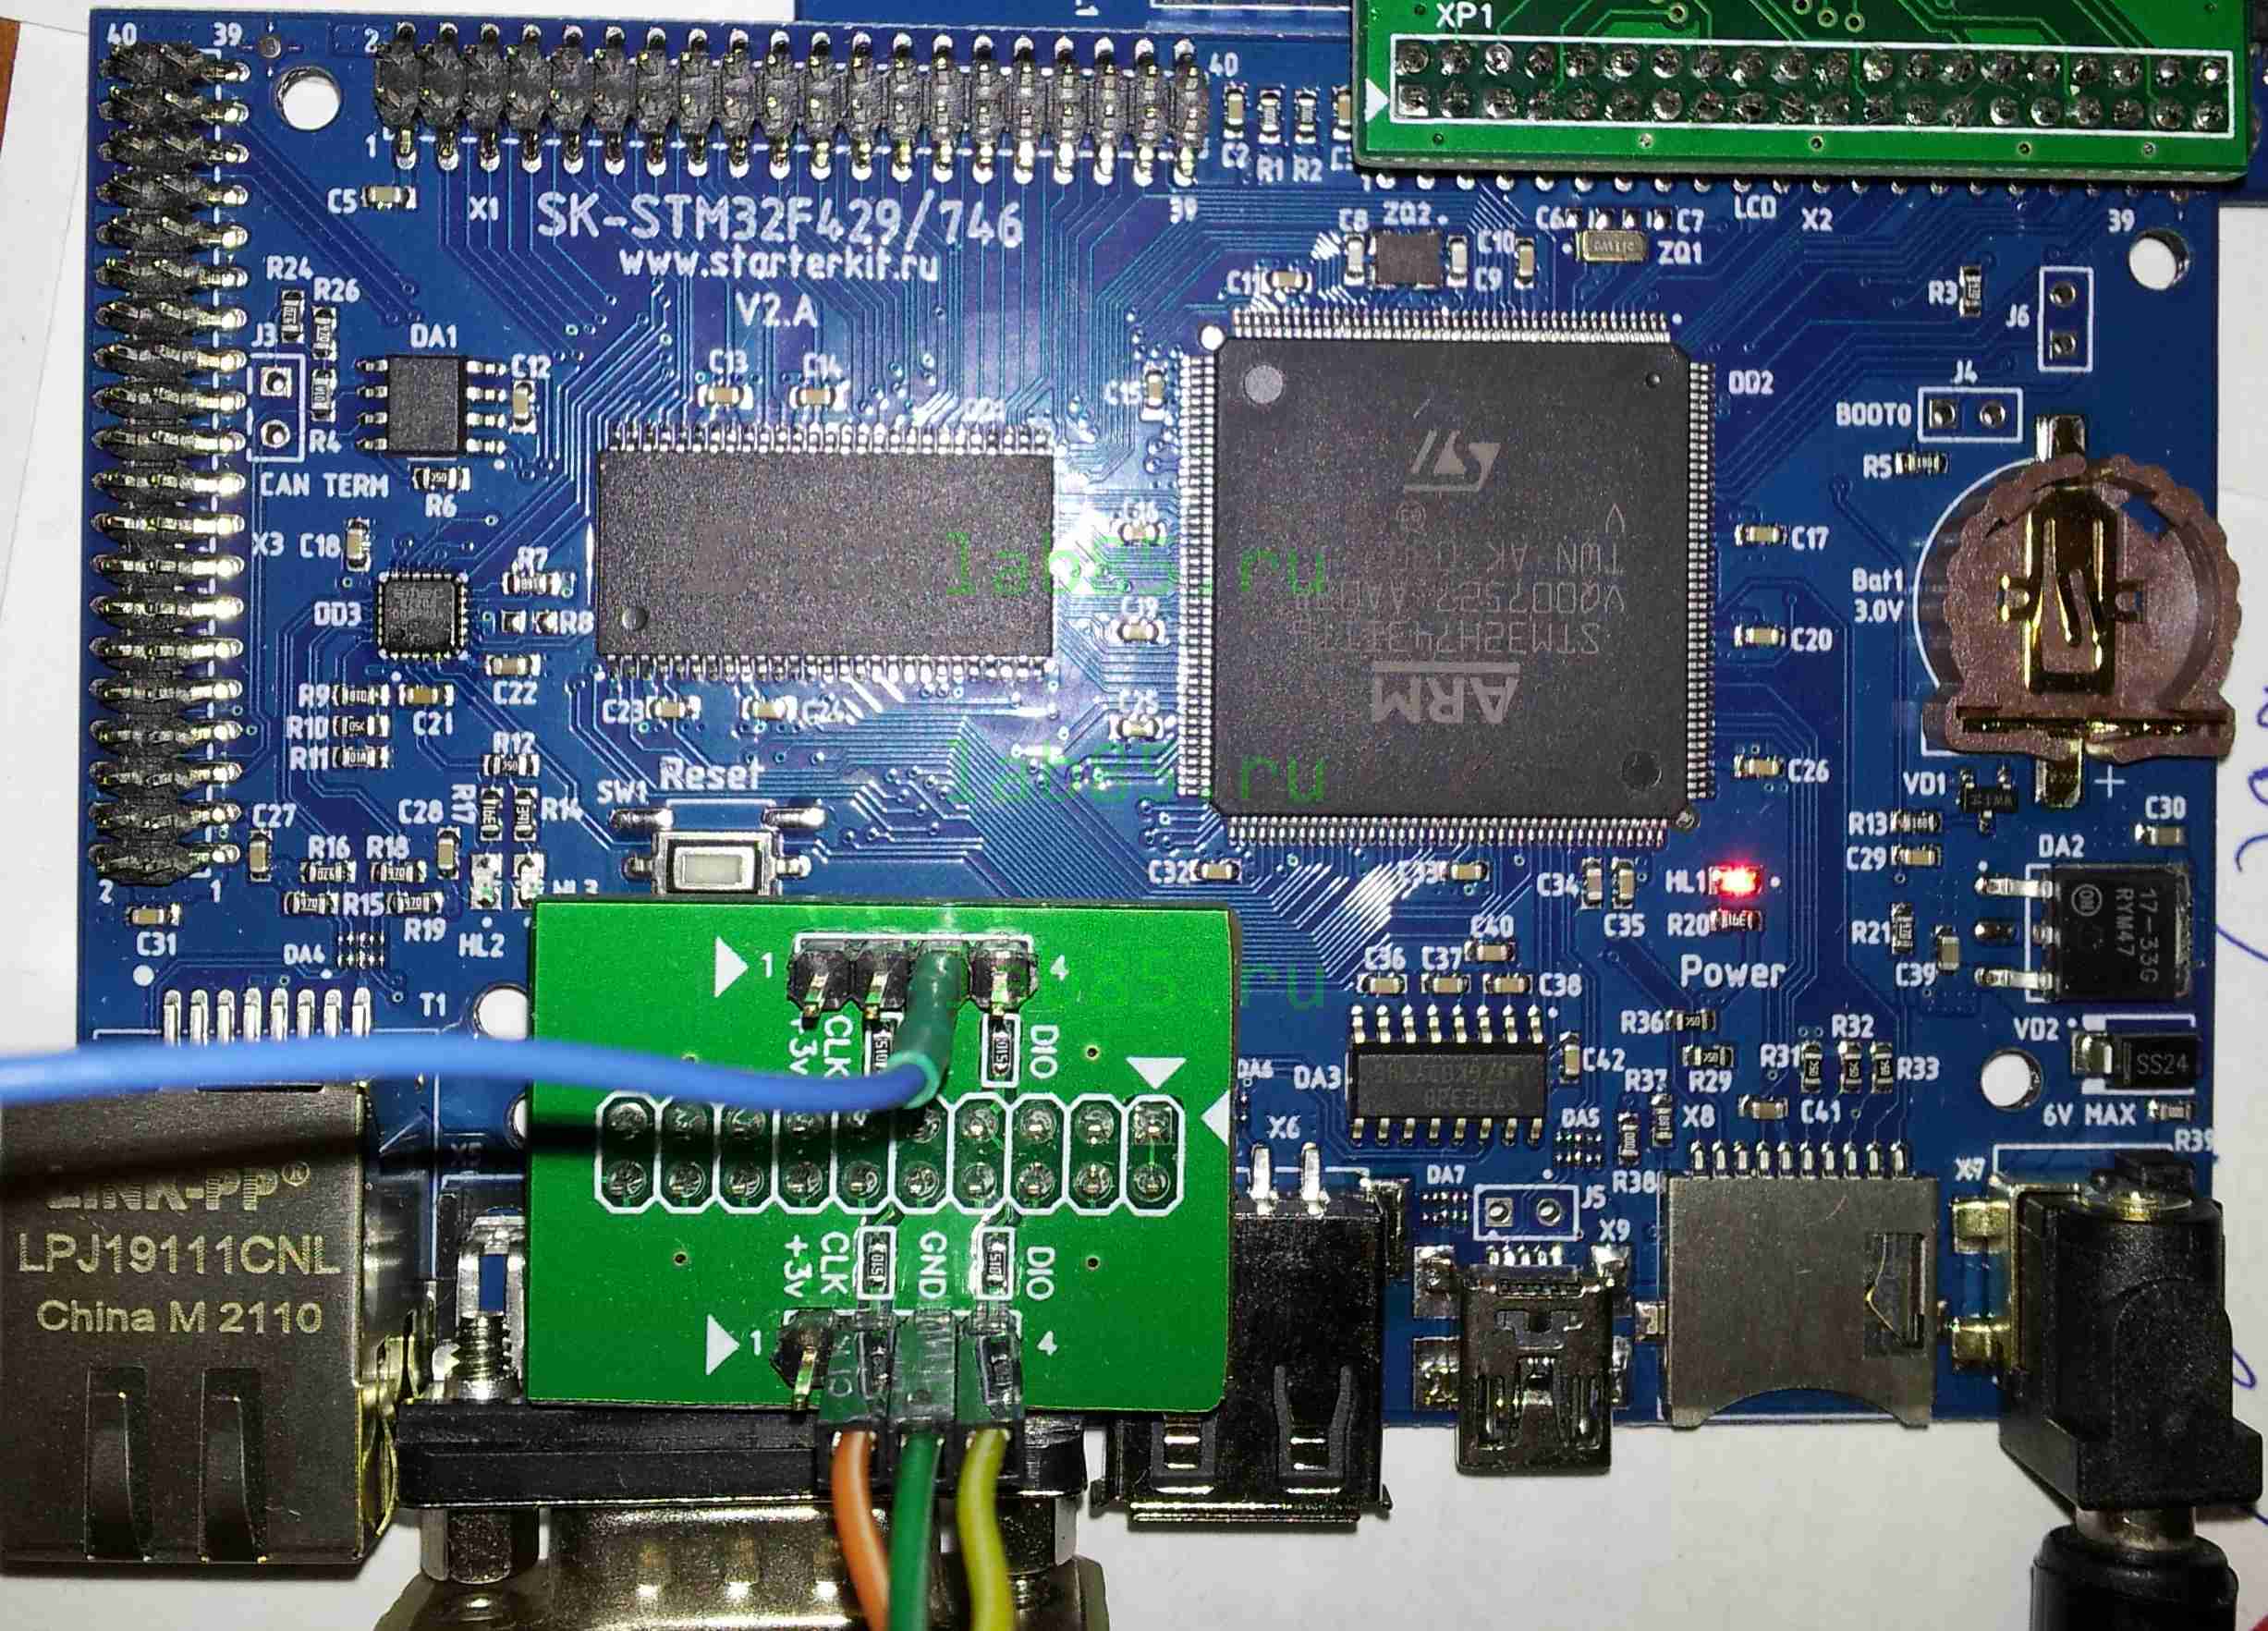 XP1
40 39
2
40
1
C2 R1 R2
C5
X1
39
SK-STM32F429/746
www.starterkit.ru
V2.A
C8 ZQ2
C6 C7
LCD X2
39
C10
C9
ZQ1
C11
R24
R26
J3
R4
CAN TERM
DA1
C12
R6
C13 C14
C15
DD2
R3
J6
J4
BOOT0
R5
X3 C18
R7
DD3
R8
C22
R9
R10
R11
C21
R12
C23
C24
C19
C25
C17
C20
C26
Bat1
3.0V
VD1
+
ARM
lab85.ru
lab85.ru
lab85.ru
SW1 Reset
C27
C28
R17
R14
R16 R18
R15
R19
2 1
C31
DA4
HL2
T1
C32
C33
C34
C35
HL1
R20
Power
R13
C29
C30
DA2
17-33G
RYM47
R21
C39
C36 C37
C40
C38
R36
R32
VD2
SS24
DA6
DA3
C42
R31
R33
R29
R37
C41
6V MAX
R39
X6
DA5
X8
DA7
R38
J5
X9
1 4
CLK
DIO
+3v
CLK
GND
DIO
1 4
LINK-PP®
LPJ19111CNL
China M 2110